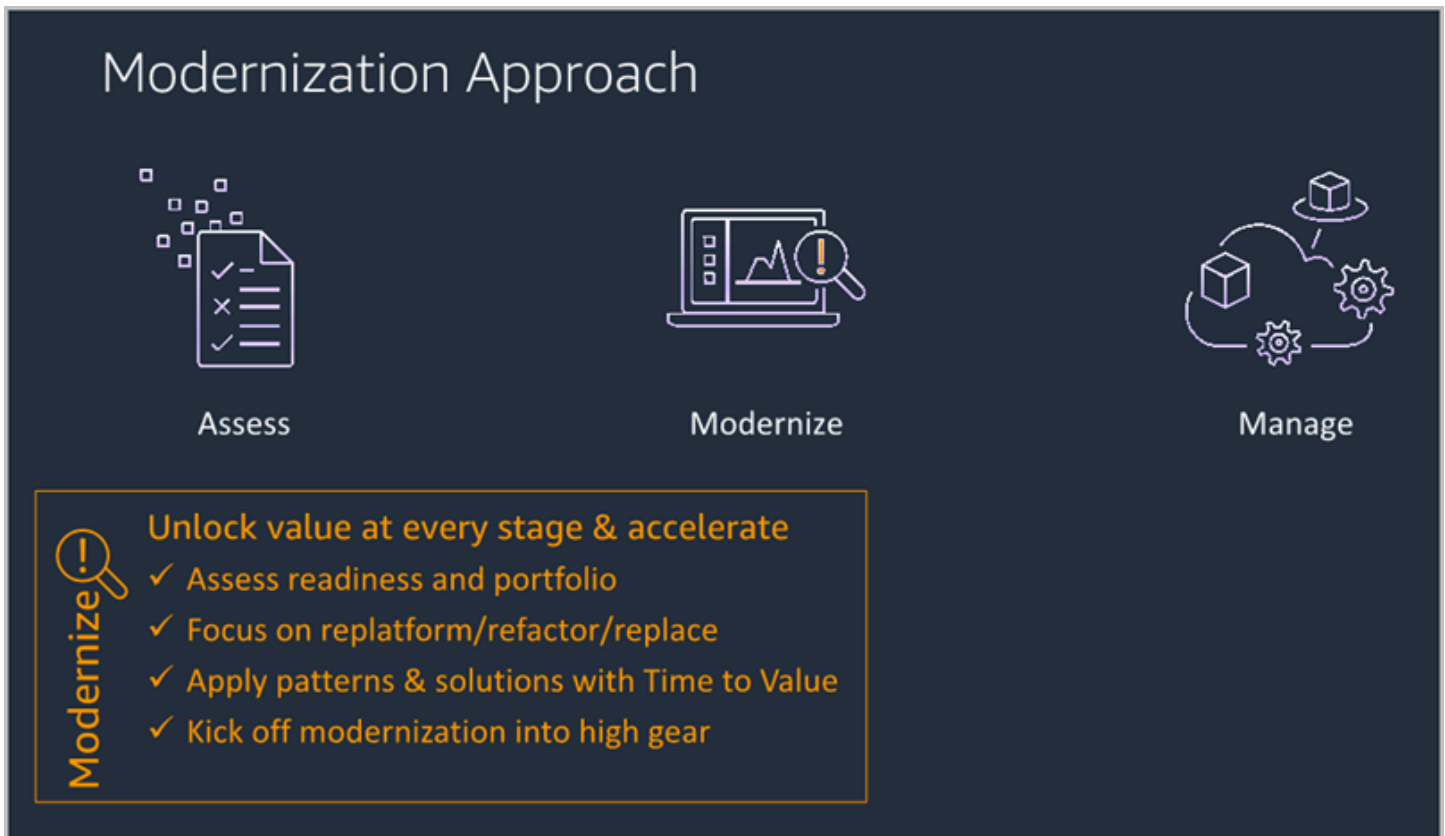 Modernization Approach
Assess
Modernize
Manage
Modernize
Unlock value at every stage & accelerate
✓ Assess readiness and portfolio
✓ Focus on replatform/refactor/replace
✓ Apply patterns & solutions with Time to Value
✓ Kick off modernization into high gear